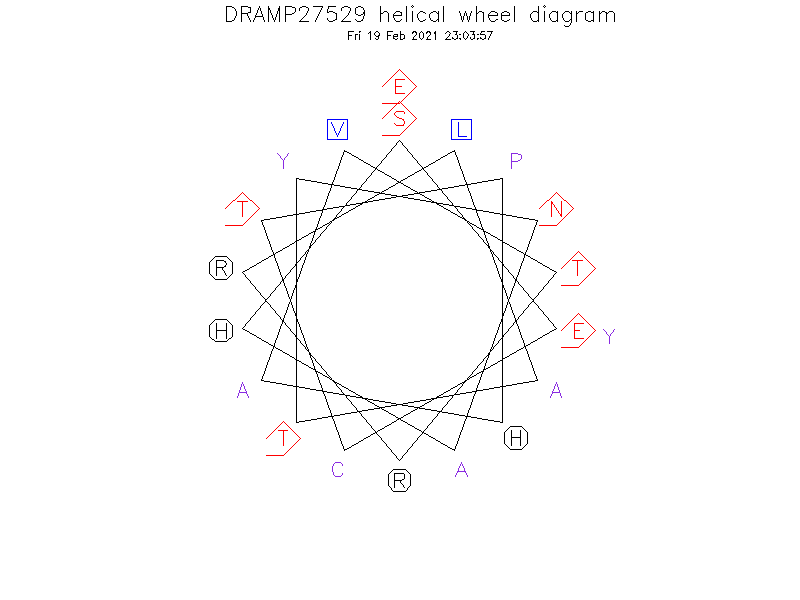 DRAMP27529 helical wheel diagram
Fri 19 Feb 2021 23:03:57
E
V S L
Y P
T N
R T
H E Y
A A
T H
C A
R